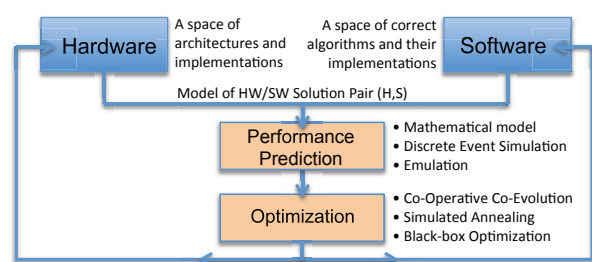 Hardware
A space of
architectures and
implementations
A space of correct
algorithms and their
implementations
Software
Model of HW/SW Solution Pair (H,S)
Performance
Prediction
• Mathematical model
• Discrete Event Simulation
• Emulation
Optimization
• Co-Operative Co-Evolution
• Simulated Annealing
• Black-box Optimization